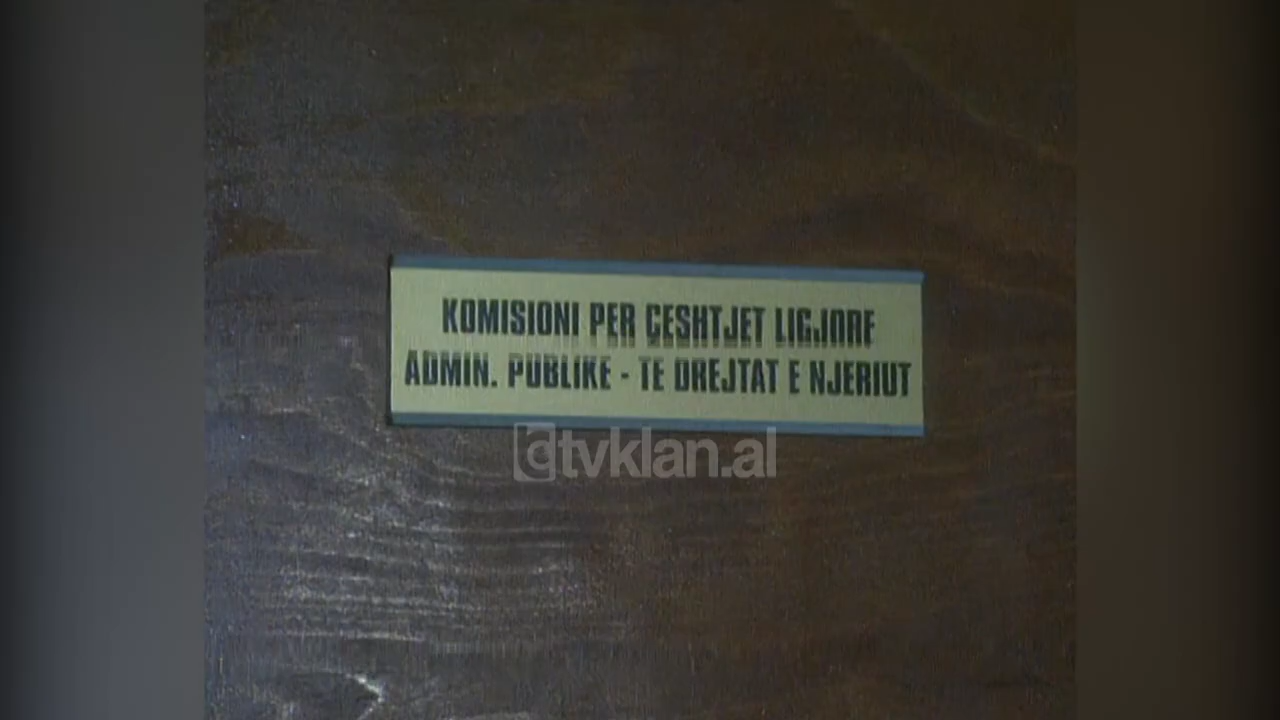 KOMISIONI PER ÇESHTJET LIGJORE
ADMIN. PUBLIKE - TE DREJTAT E NJERIUT
tvklan.al